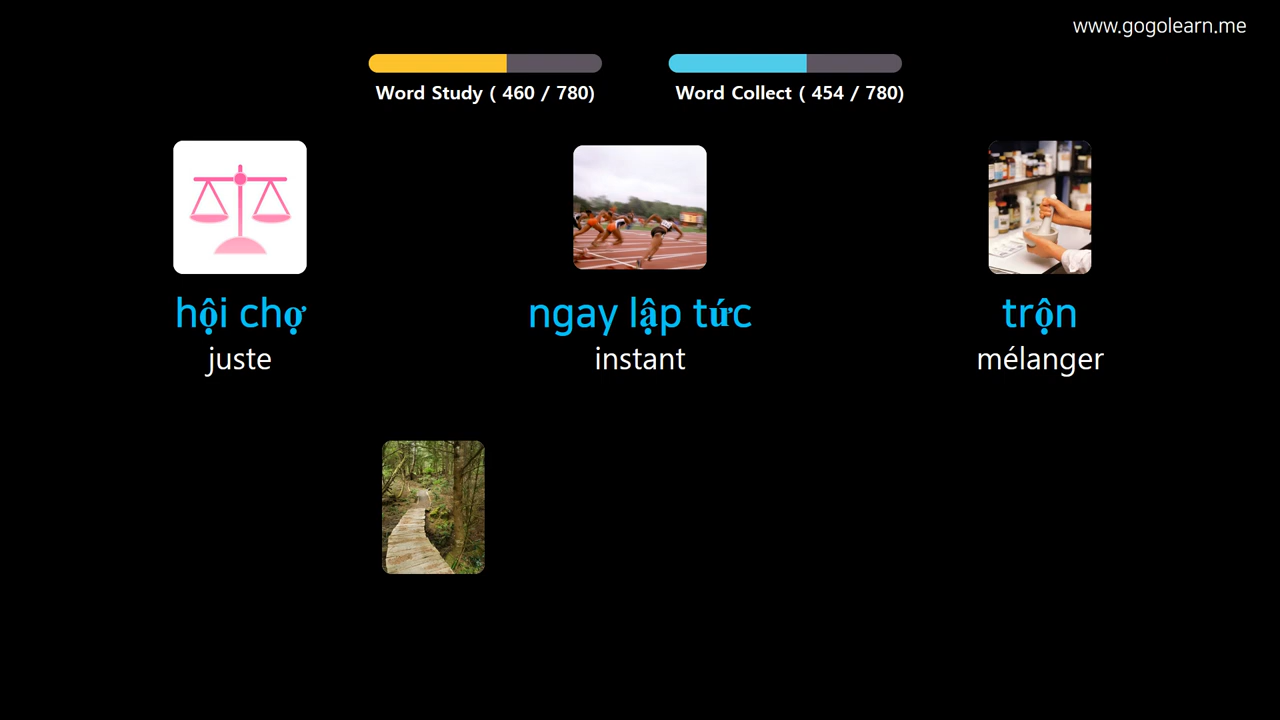 www.gogolearn.me
Word Study ( 460 / 780)
Word Collect ( 454 / 780)
hội chợ
juste
ngay lập tức
instant
trộn
mélanger